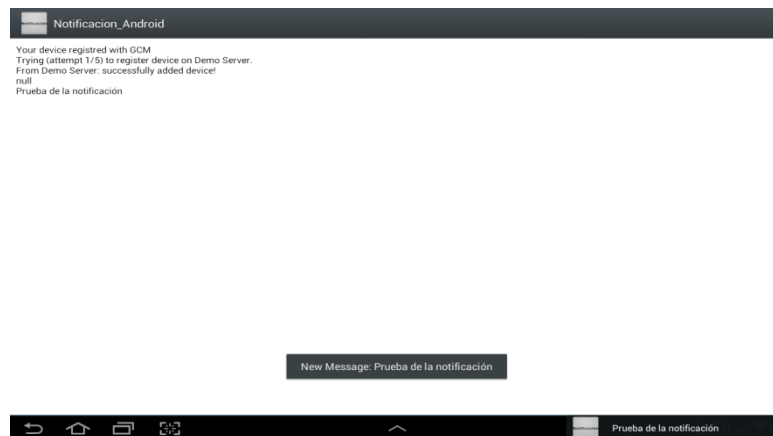 Notificacion_Android
Your device registred with GCM
Trying (attempt 1/5) to register device on Demo Server.
From Demo Server: successfully added device!
null
Prueba de la notificación
New Message: Prueba de la notificación
Prueba de la notificación